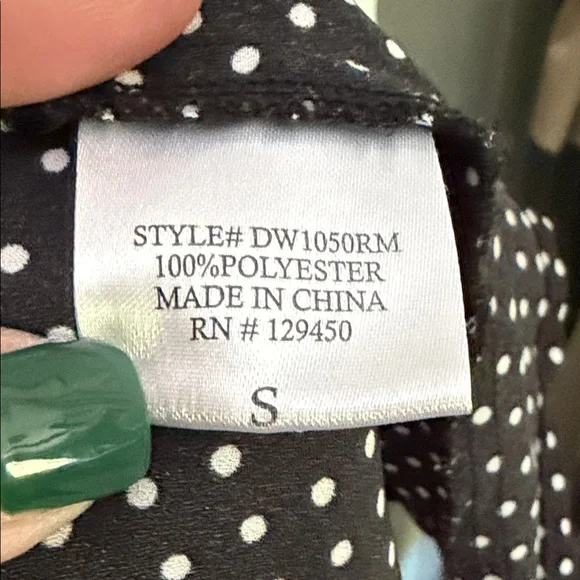 STYLE# DW1050RM
100%POLYESTER
MADE IN CHINA
RN # 129450
S